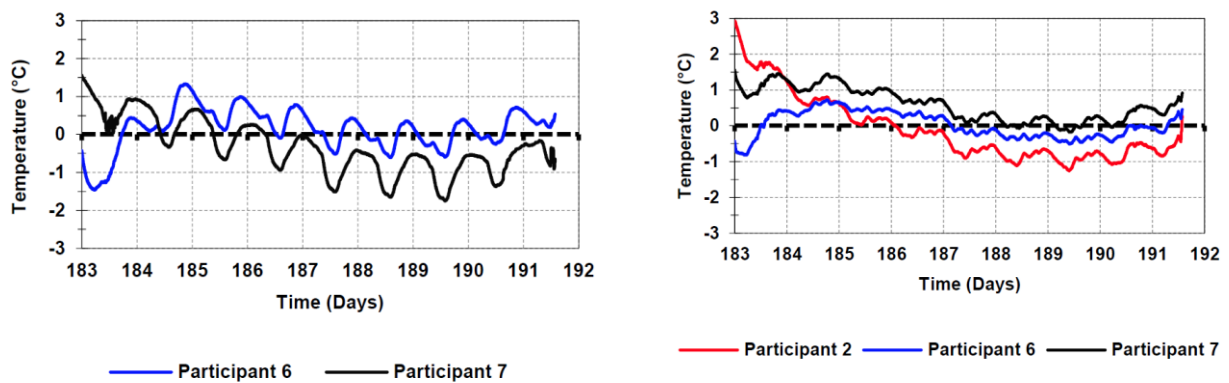 3
2
1
0
-1
-2
-3
Temperature (°C)
183 184 185 186 187 188 189 190 191 192
Time (Days)
Participant 6 Participant 7
3
2
1
0
-1
-2
-3
Temperature (°C)
183 184 185 186 187 188 189 190 191 192
Time (Days)
Participant 2 Participant 6 Participant 7